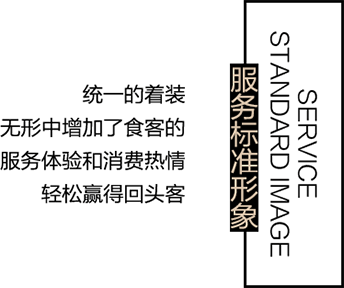 统一的着装
无形中增加了食客的
服务体验和消费热情
轻松赢得回头客
服务标准形象
SERVICE
STANDARD IMAGE